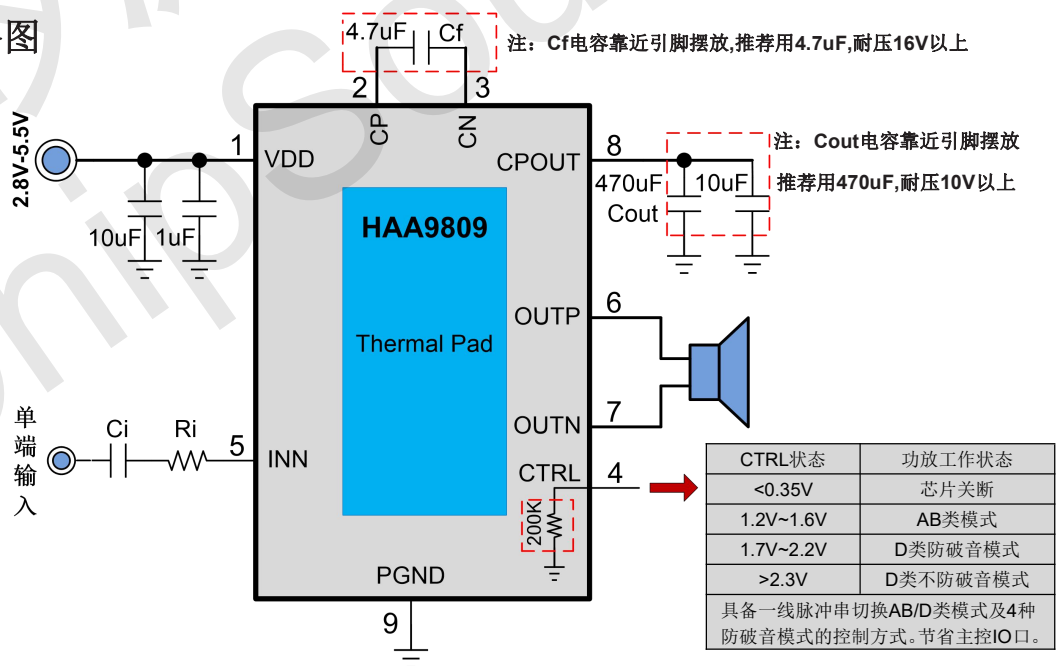 图
4.7uF Cf
注：Cf电容靠近引脚摆放,推荐用4.7uF,耐压16V以上
2 3
CP CN
2.8V-5.5V
1
VDD
CPOUT
8
注：Cout电容靠近引脚摆放
推荐用470uF,耐压10V以上
470uF 10uF
Cout
10uF 1uF
HAA9809
Thermal Pad
OUTP
6
OUTN
7
单端输入
Ci Ri
5
INN
CTRL
4
200K
PGND
9
CTRL状态 功放工作状态
<0.35V 芯片关断
1.2V~1.6V AB类模式
1.7V~2.2V D类防破音模式
>2.3V D类不防破音模式
具备一线脉冲串切换AB/D类模式及4种
防破音模式的控制方式。节省主控IO口。